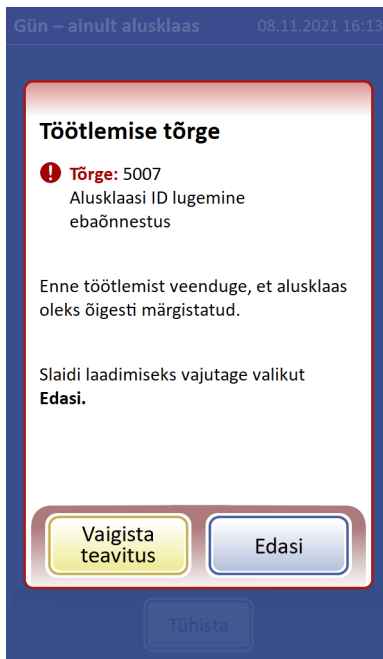 Gün – ainult alusklaas 08.11.2021 16:13
Töötlemise tõrge
Tõrge: 5007
Alusklaasi ID lugemine
ebaõnnestus
Enne töötlemist veenduge, et alusklaas
oleks õigesti märgistatud.
Slaidi laadimiseks vajutage valikut
Edasi.
Vaigista
teavitus
Edasi
Tühista